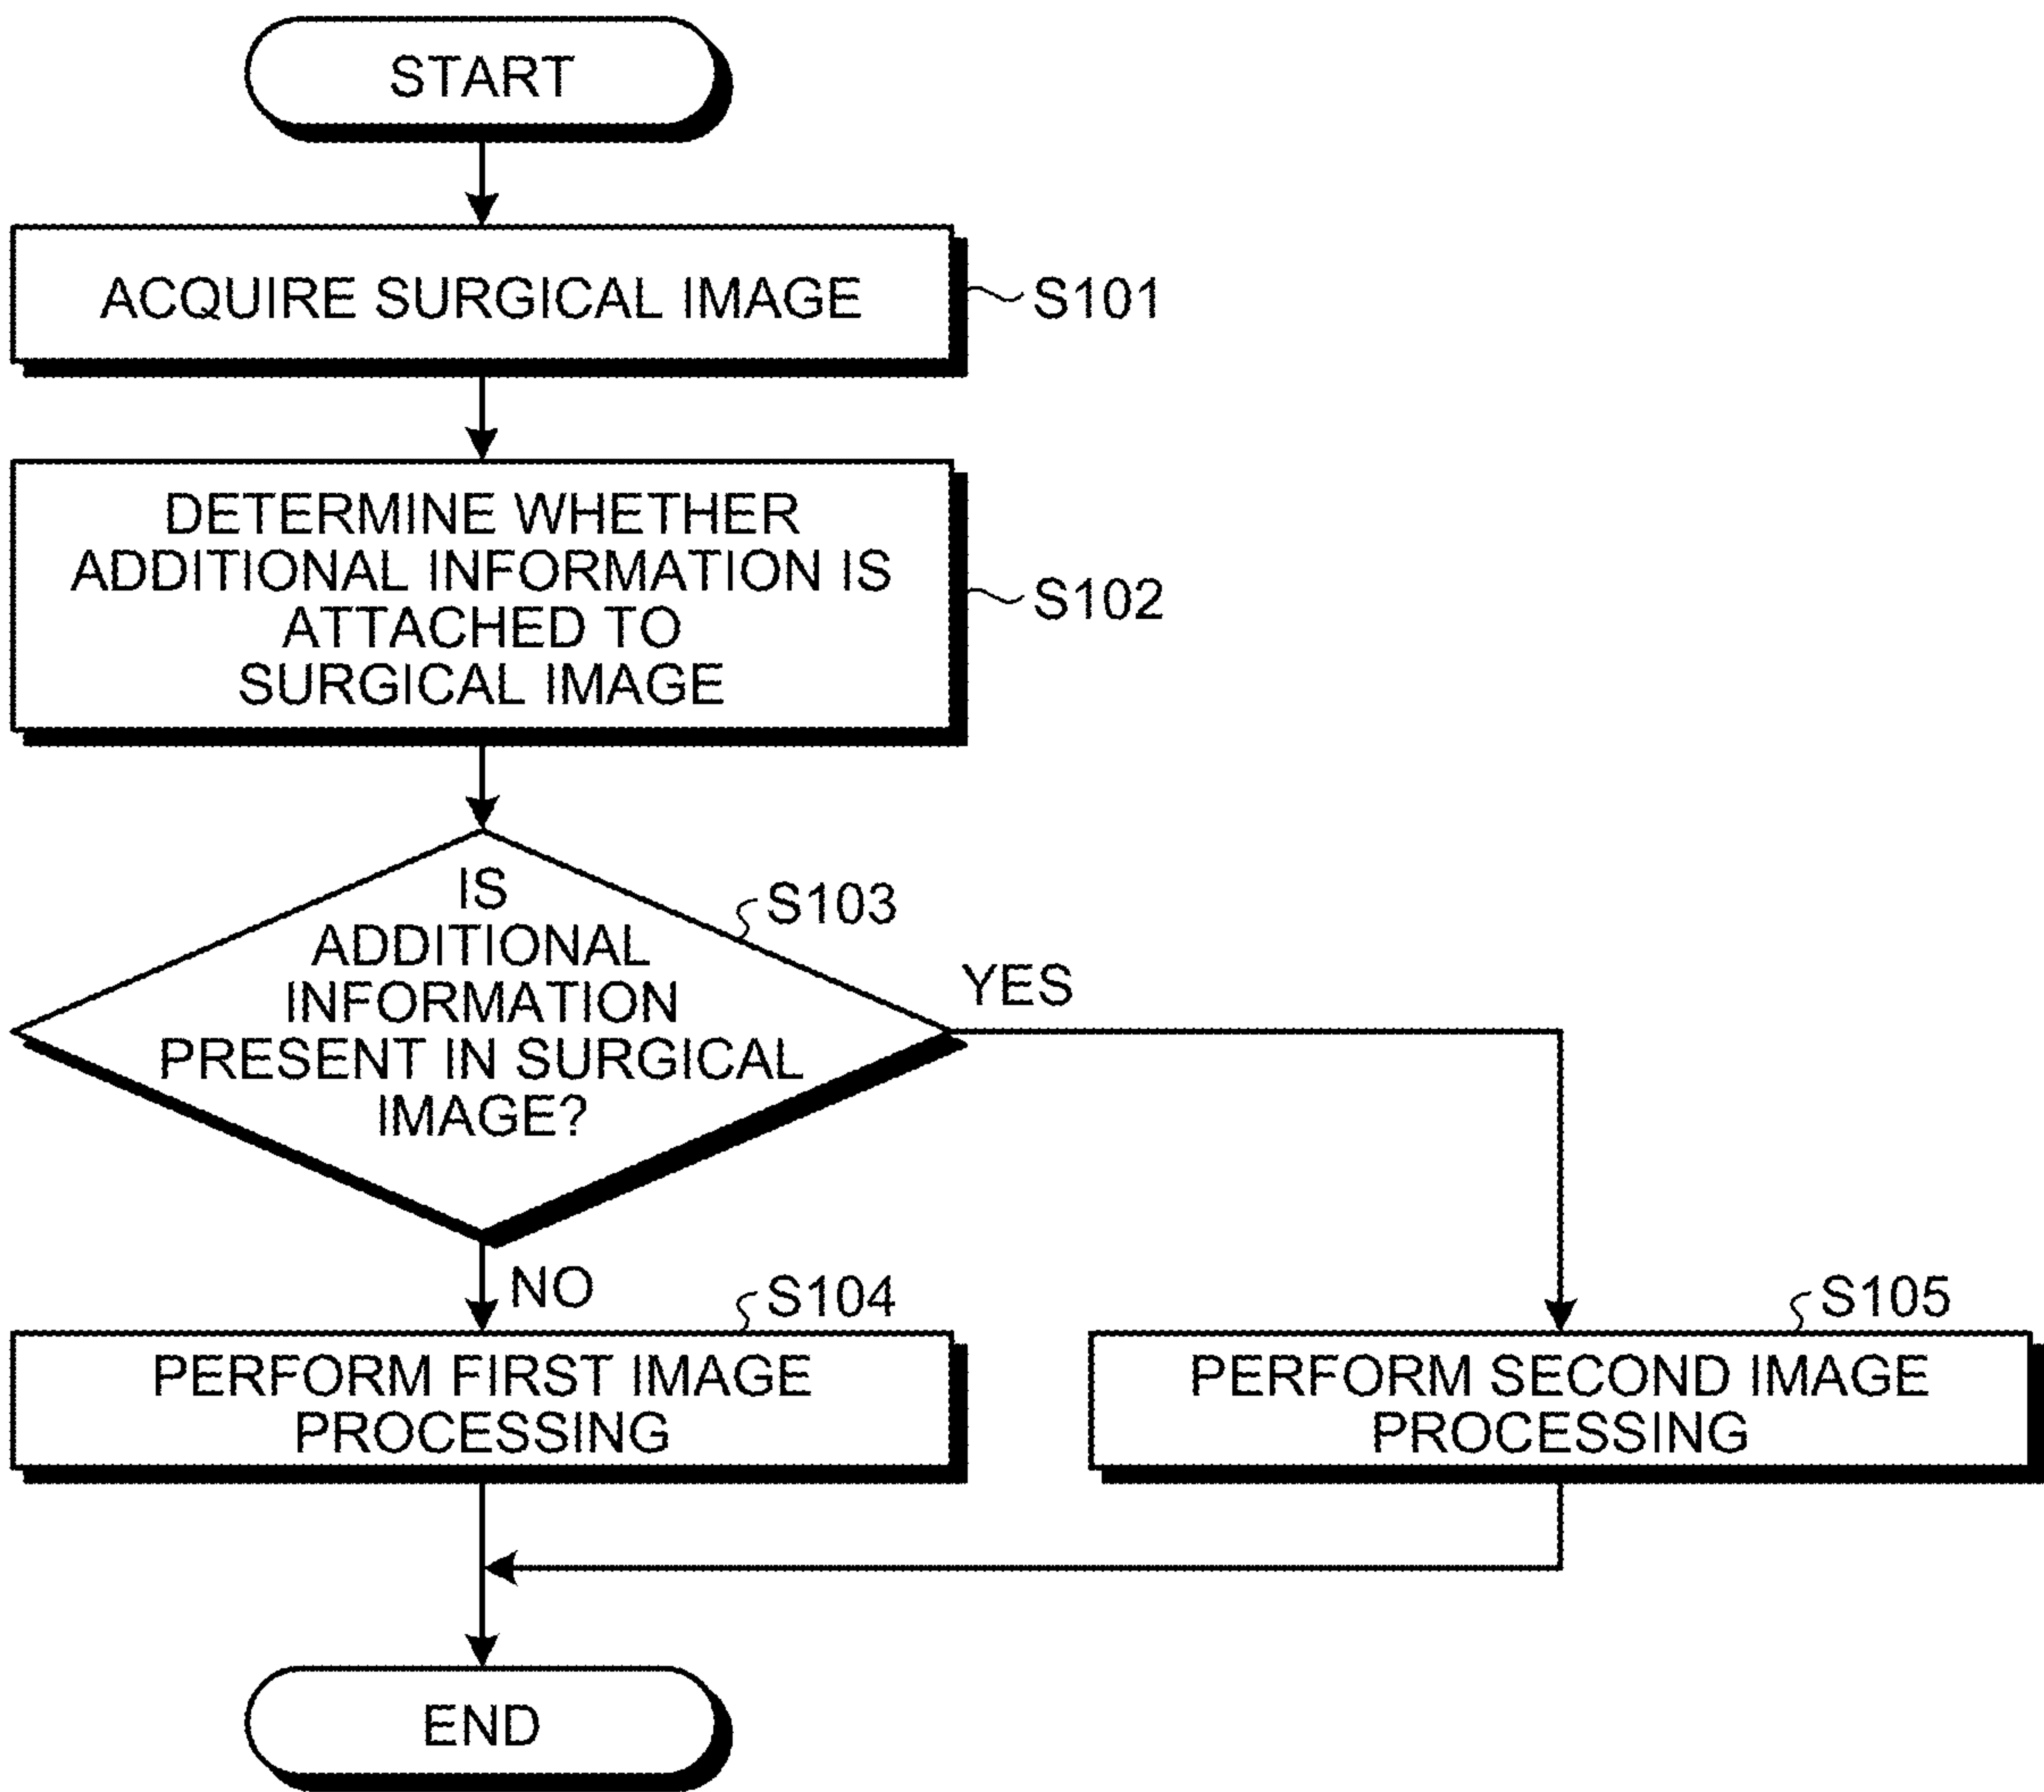 START
ACQUIRE SURGICAL IMAGE
S101
DETERMINE WHETHER
ADDITIONAL INFORMATION IS
ATTACHED TO
SURGICAL IMAGE
S102
IS
ADDITIONAL
INFORMATION
PRESENT IN SURGICAL
IMAGE?
S103
YES
NO
S104
PERFORM FIRST IMAGE
PROCESSING
S105
PERFORM SECOND IMAGE
PROCESSING
END